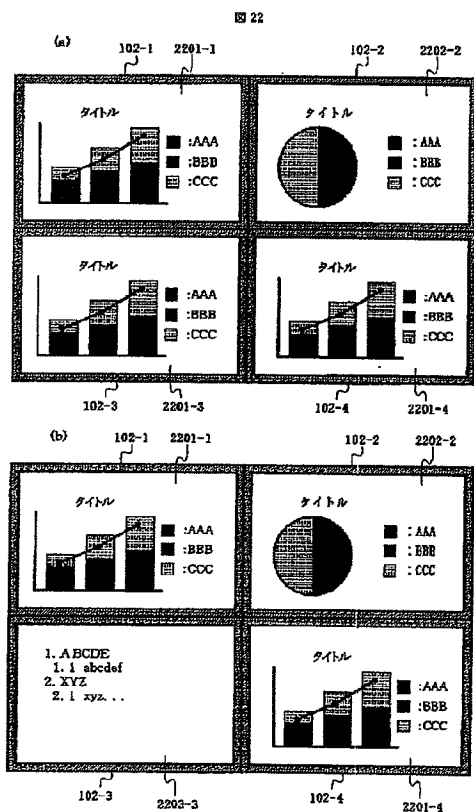 図 22
(a)
102-1
2201-1
102-2
2202-2
タイトル
:AAA
:BBB
:CCC
タイトル
:AAA
:BBB
:CCC
タイトル
:AAA
:BBB
:CCC
タイトル
:AAA
:BBB
:CCC
102-3
2201-3
102-4
2201-4
(b)
102-1
2201-1
102-2
2202-2
タイトル
:AAA
:BBB
:CCC
タイトル
:AAA
:BBB
:CCC
1. ABCDE
1. i abcdef
2. XYZ
2. i xyz...
タイトル
:AAA
:BBB
:CCC
102-3
2203-3
102-4
2201-4